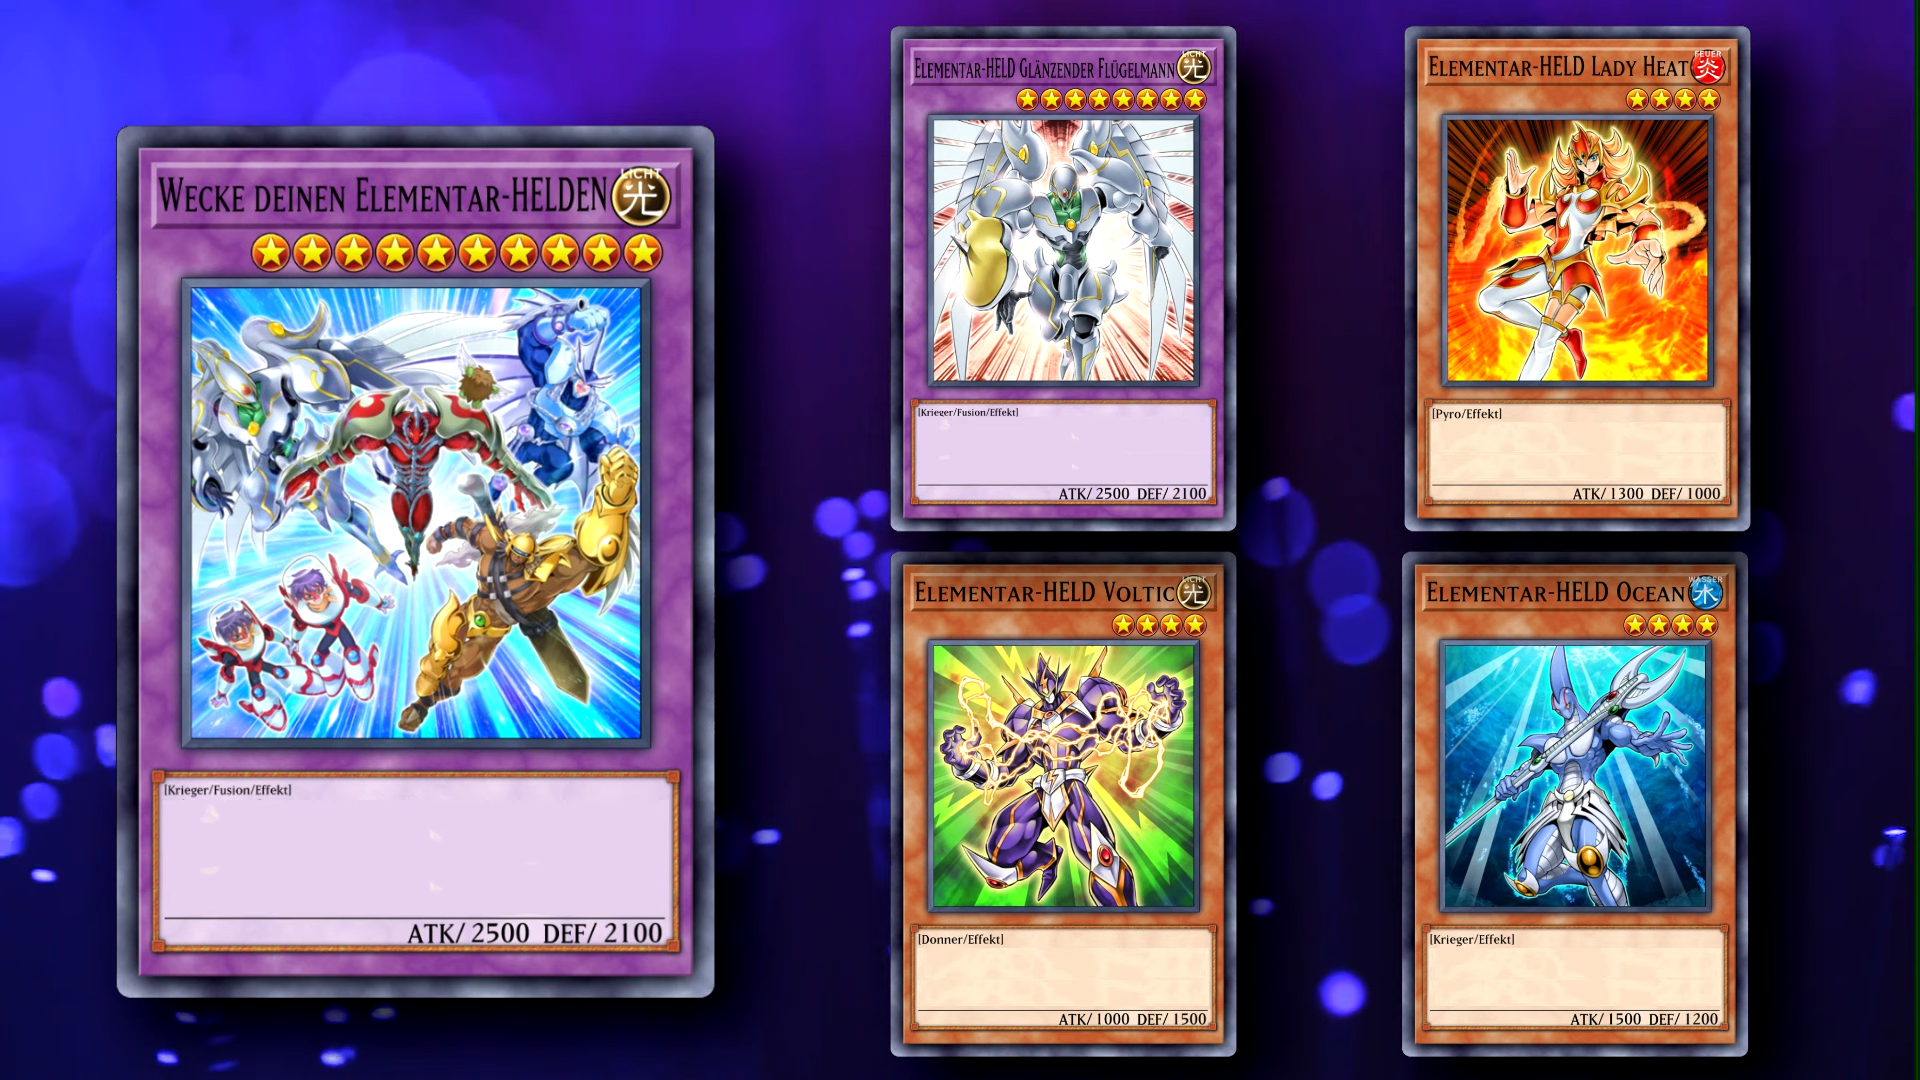 Wecke deinen Elementar-HELDEN
LICHT
光
[Krieger/Fusion/Effekt]
ATK/ 2500 DEF/ 2100
Elementar-HELD Glänzender Flügelmann
LICHT
光
[Krieger/Fusion/Effekt]
ATK/ 2500 DEF/ 2100
Elementar-HELD Lady Heat
FEUER
炎
[Pyro/Effekt]
ATK/ 1300 DEF/ 1000
Elementar-HELD Voltic
LICHT
光
[Donner/Effekt]
ATK/ 1000 DEF/ 1500
Elementar-HELD Ocean
WASSER
水
[Krieger/Effekt]
ATK/ 1500 DEF/ 1200